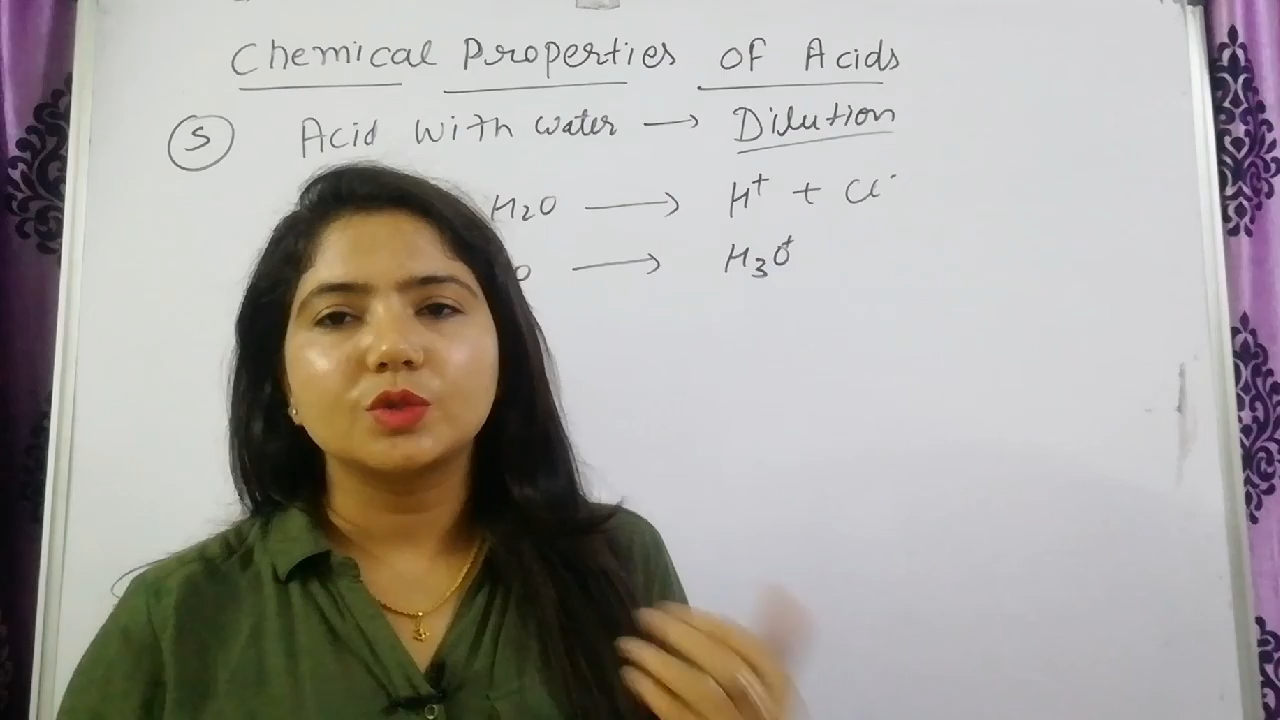 Chemical Properties of Acids
5 Acid with water → Dilution
H2O → H+ + Cl-
O → H3O+